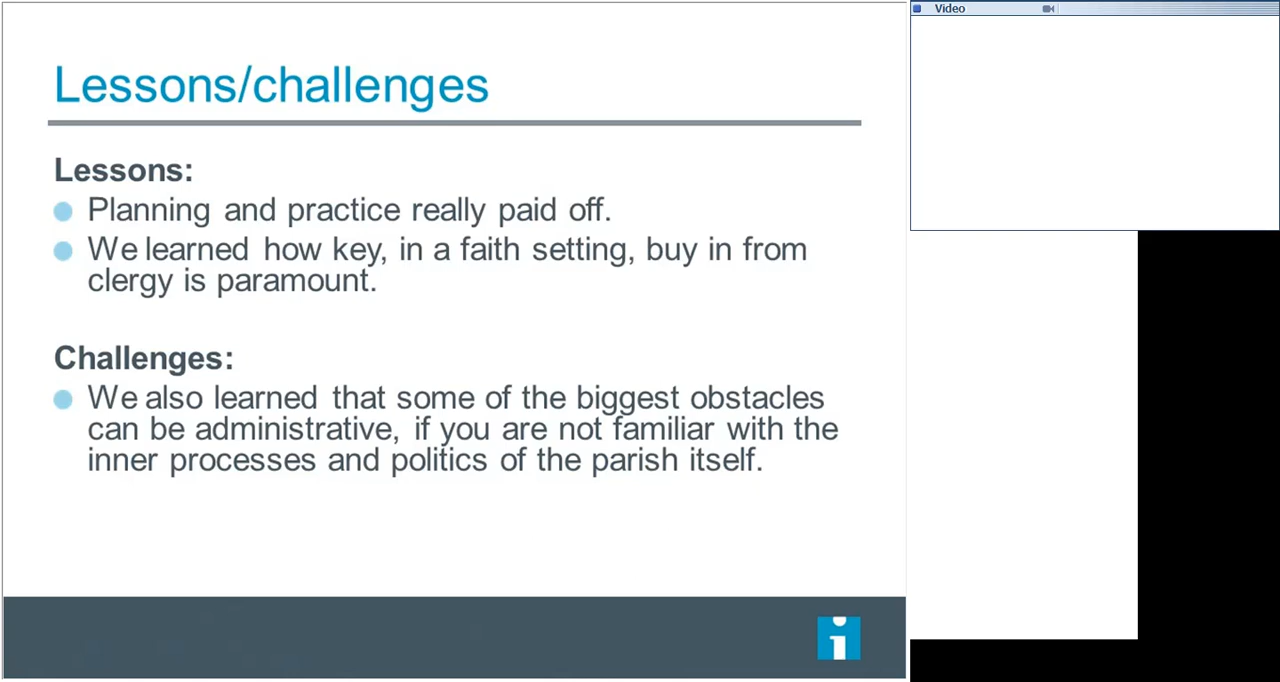 Lessons/challenges
Video
Lessons:
Planning and practice really paid off.
We learned how key, in a faith setting, buy in from
clergy is paramount.
Challenges:
We also learned that some of the biggest obstacles
can be administrative, if you are not familiar with the
inner processes and politics of the parish itself.
i